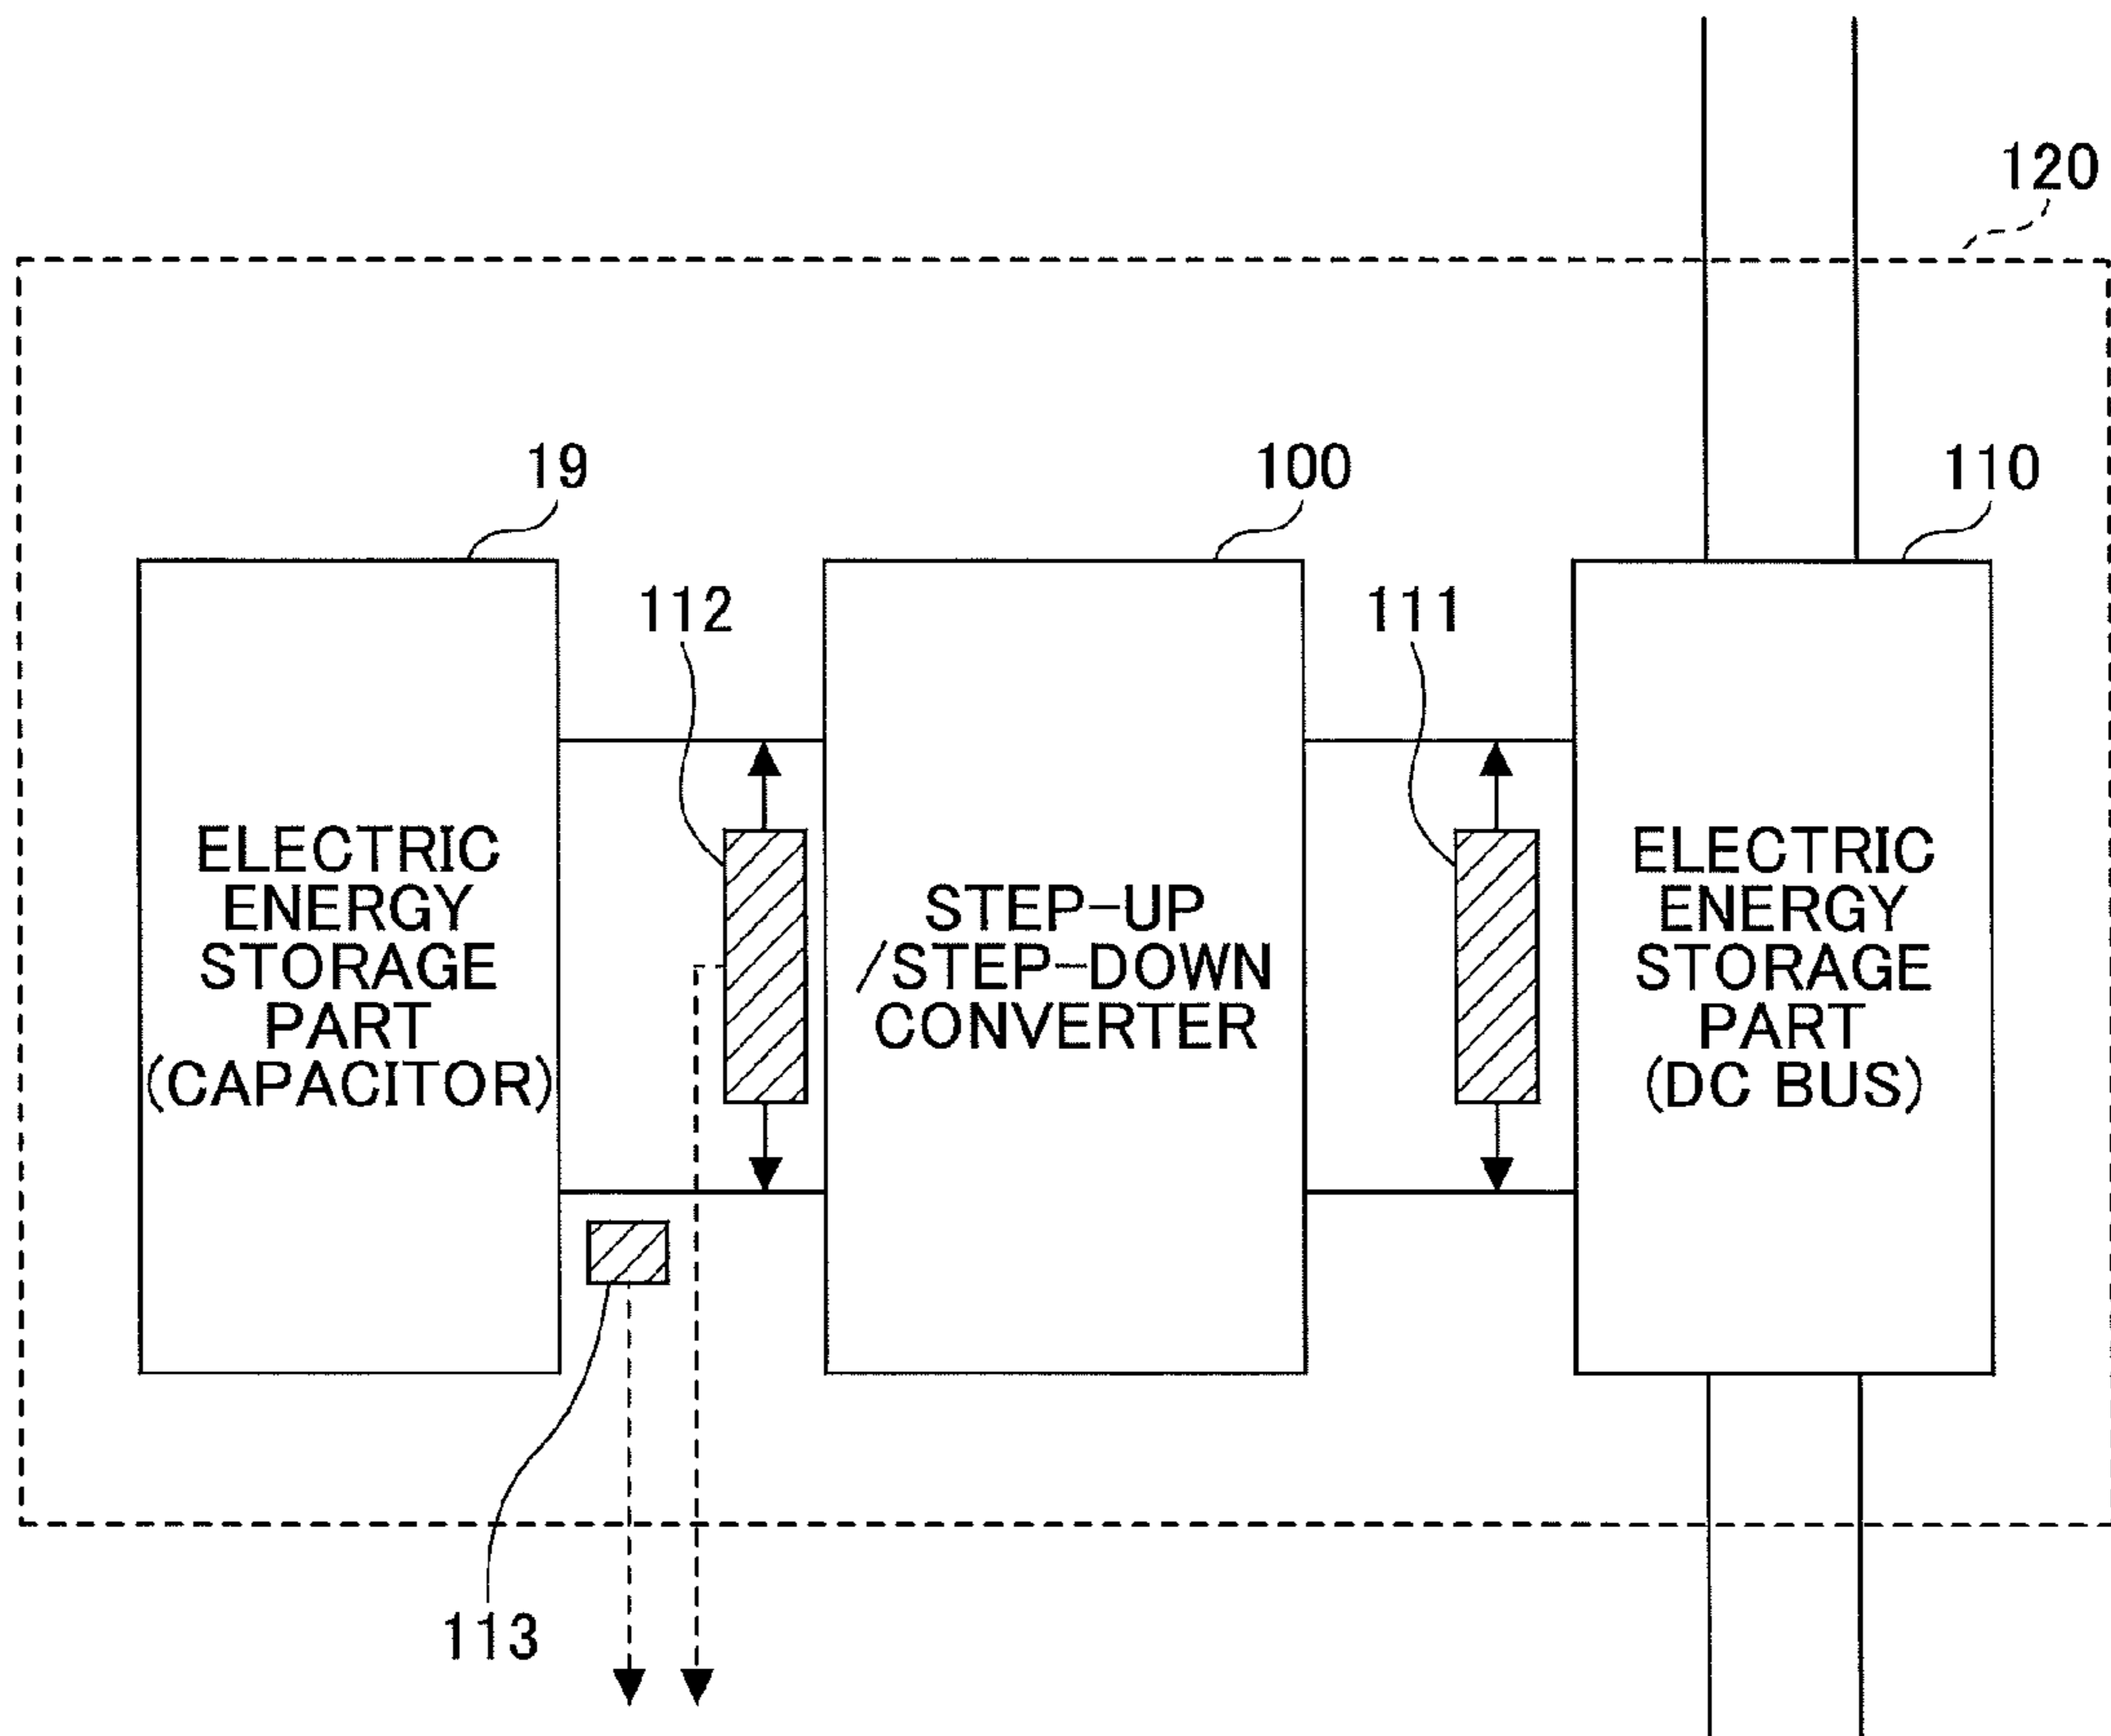 120
19
100
110
112
111
ELECTRIC
ENERGY
STORAGE
PART
(CAPACITOR)
STEP-UP
/STEP-DOWN
CONVERTER
ELECTRIC
ENERGY
STORAGE
PART
(DC BUS)
113